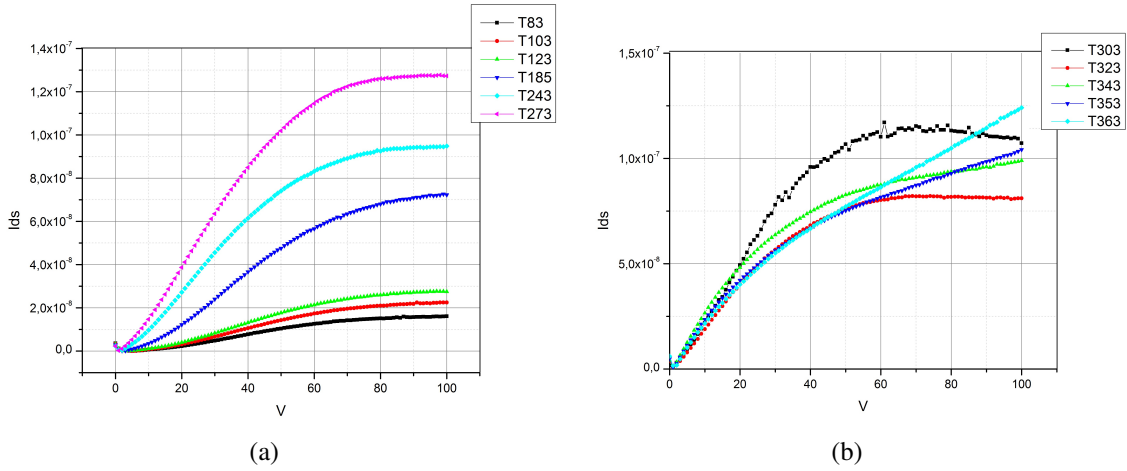 T83
T103
T123
T185
T243
T273
1,4x10⁻⁷
1,2x10⁻⁷
1,0x10⁻⁷
8,0x10⁻⁸
6,0x10⁻⁸
4,0x10⁻⁸
2,0x10⁻⁸
0,0
Ids
0 20 40 60 80 100
V
(a)
T303
T323
T343
T353
T363
1,5x10⁻⁷
1,0x10⁻⁷
5,0x10⁻⁸
0,0
Ids
0 20 40 60 80 100
V
(b)